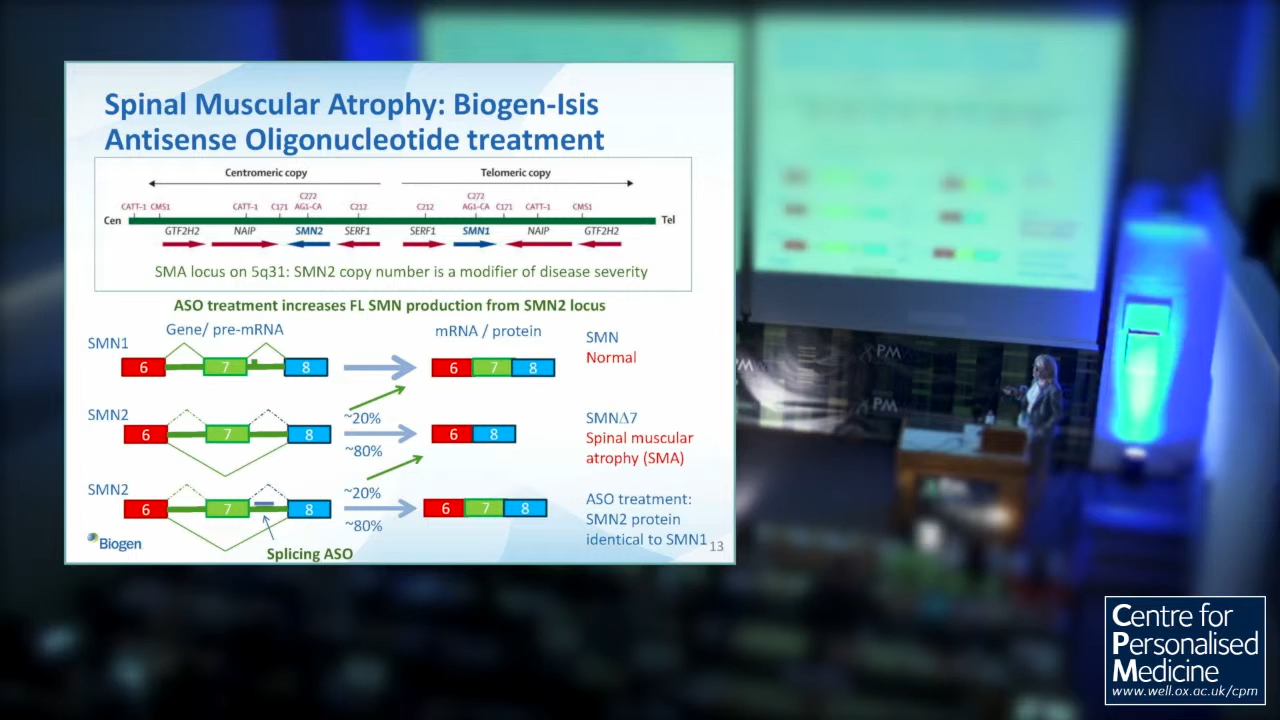 Spinal Muscular Atrophy: Biogen-Isis
Antisense Oligonucleotide treatment
Centromeric copy
Telomeric copy
CATT-1 CMS1 CATT-1 C171 C272 AG1-CA C212 C212 C272 AG1-CA C171 CATT-1 CMS1
Cen Tel
GTF2H2 NAIP SMN2 SERF1 SERF1 SMN1 NAIP GTF2H2
SMA locus on 5q31: SMN2 copy number is a modifier of disease severity
ASO treatment increases FL SMN production from SMN2 locus
Gene/ pre-mRNA
mRNA / protein
SMN1
6 7 8
6 7 8
SMN
Normal
SMN2
6 7 8
~20%
~80%
6 8
SMNΔ7
Spinal muscular
atrophy (SMA)
SMN2
6 7 8
~20%
~80%
6 7 8
ASO treatment:
SMN2 protein
identical to SMN1
Splicing ASO
Biogen
13
PM
PM
Centre for
Personalised
Medicine
www.well.ox.ac.uk/cpm